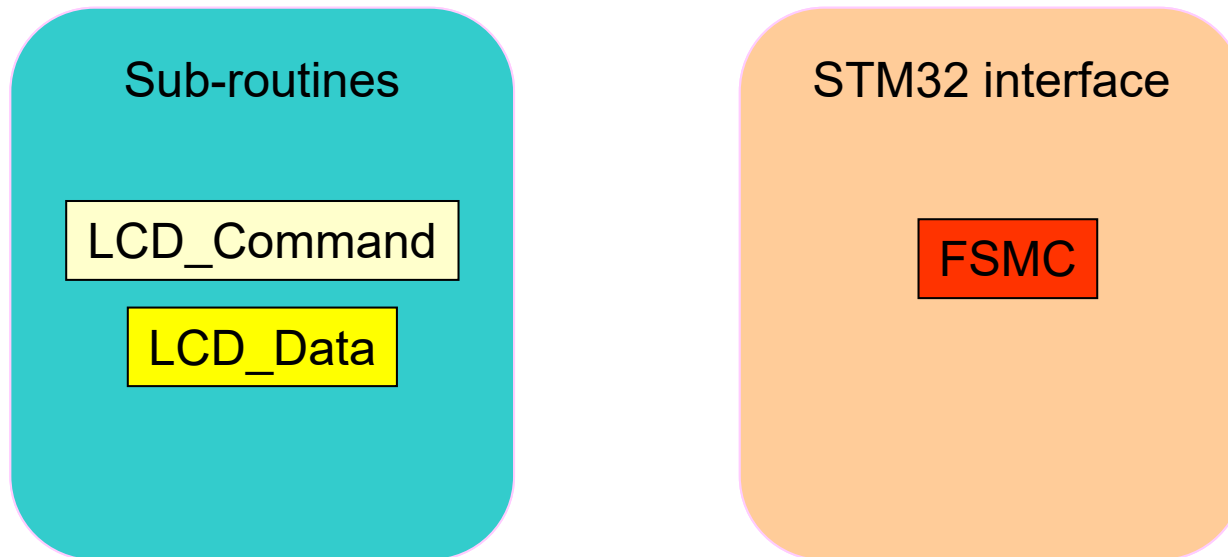 Sub-routines
LCD_Command
LCD_Data
STM32 interface
FSMC